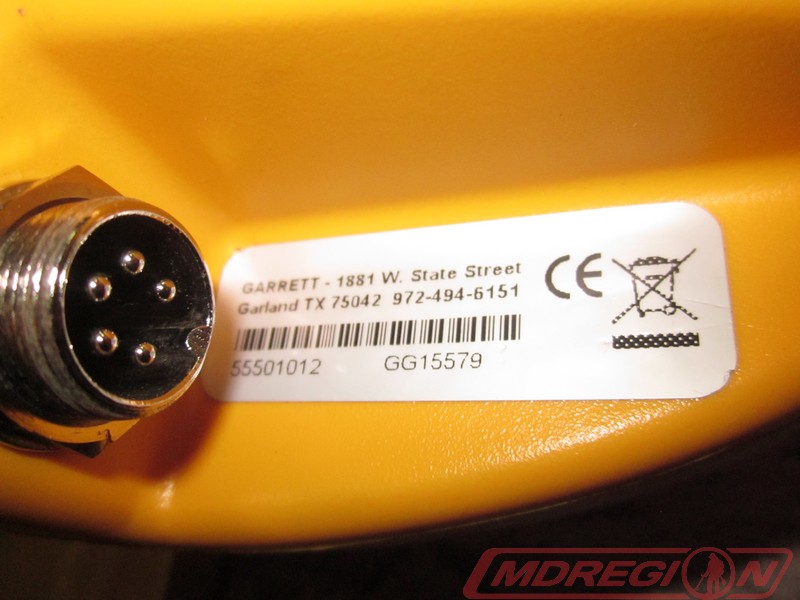 GARRETT - 1881 W. State Street
Garland TX 75042 972-494-6151
CE
55501012 GG15579
MDREGION